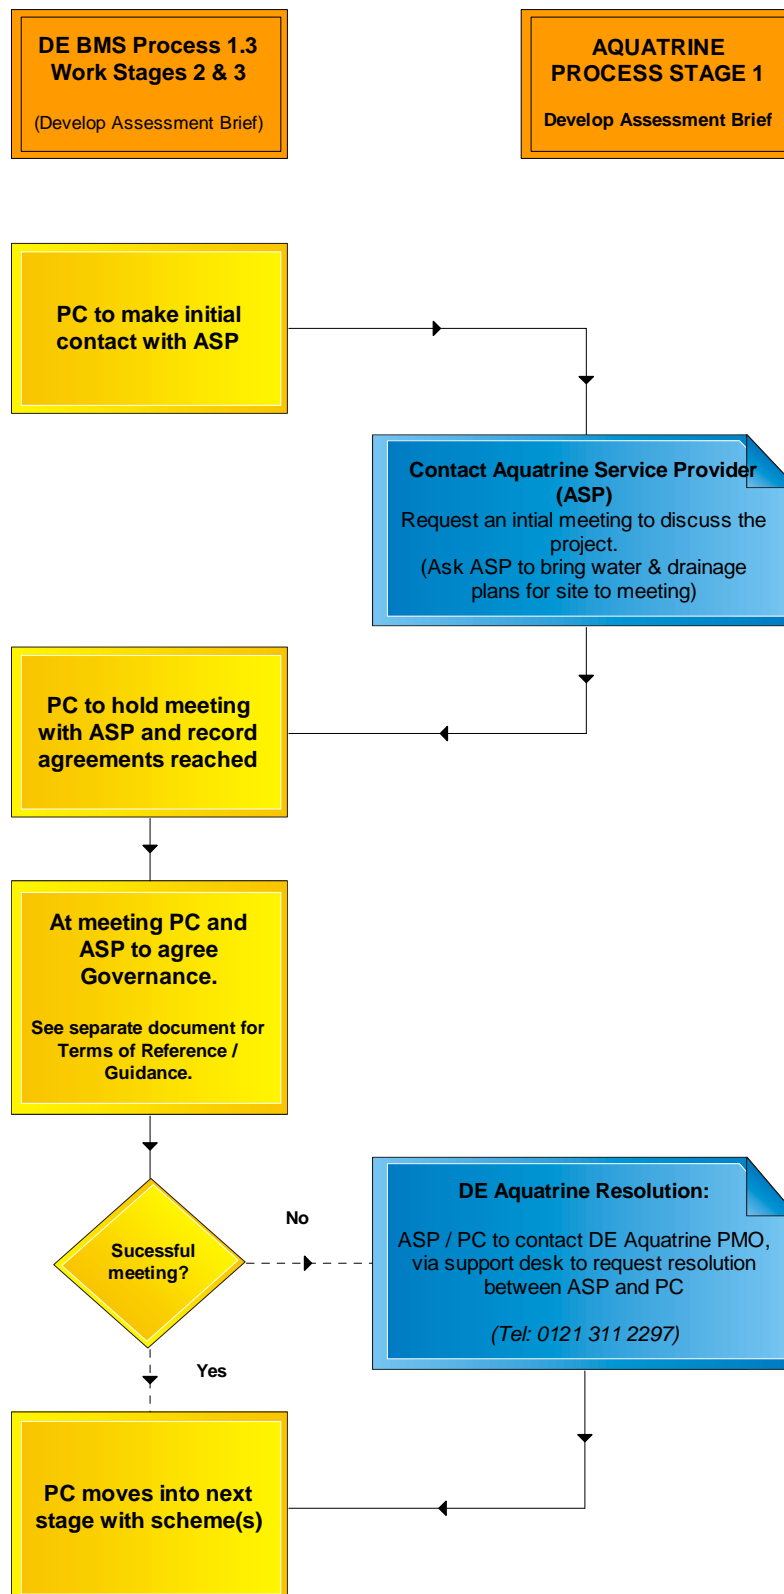 DE BMS Process 1.3
Work Stages 2 & 3
(Develop Assessment Brief)
AQUATRINE
PROCESS STAGE 1
Develop Assessment Brief
PC to make initial
contact with ASP
Contact Aquatrine Service Provider
(ASP)
Request an intial meeting to discuss the
project.
(Ask ASP to bring water & drainage
plans for site to meeting)
PC to hold meeting
with ASP and record
agreements reached
At meeting PC and
ASP to agree
Governance.
See separate document for
Terms of Reference /
Guidance.
Sucessful
meeting?
No
DE Aquatrine Resolution:
ASP / PC to contact DE Aquatrine PMO,
via support desk to request resolution
between ASP and PC
(Tel: 0121 311 2297)
Yes
PC moves into next
stage with scheme(s)